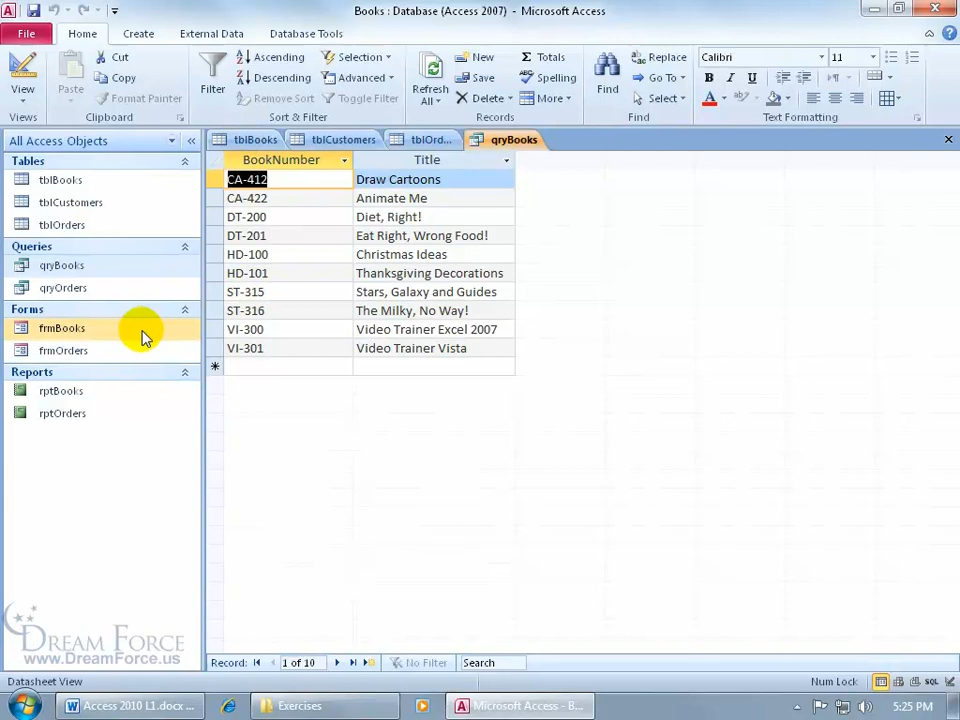 Books : Database (Access 2007) - Microsoft Access
File Home Create External Data Database Tools
View
Views
Paste
Cut
Copy
Format Painter
Clipboard
Filter
Ascending
Descending
Remove Sort
Selection
Advanced
Toggle Filter
Sort & Filter
Refresh
All
New
Save
Delete
Totals
Spelling
More
Records
Find
Replace
Go To
Select
Find
Calibri 11
B I U
A
Text Formatting
All Access Objects
Tables
tblBooks
tblCustomers
tblOrders
Queries
qryBooks
qryOrders
Forms
frmBooks
frmOrders
Reports
rptBooks
rptOrders
tblBooks tblCustomers tblOrd... qryBooks
BookNumber Title
CA-412 Draw Cartoons
CA-422 Animate Me
DT-200 Diet, Right!
DT-201 Eat Right, Wrong Food!
HD-100 Christmas Ideas
HD-101 Thanksgiving Decorations
ST-315 Stars, Galaxy and Guides
ST-316 The Milky, No Way!
VI-300 Video Trainer Excel 2007
VI-301 Video Trainer Vista
DREAM FORCE
www.DreamForce.us
Record: 1 of 10 No Filter Search
Datasheet View Num Lock SQL
Access 2010 L1.docx ... Exercises Microsoft Access - B... 5:25 PM